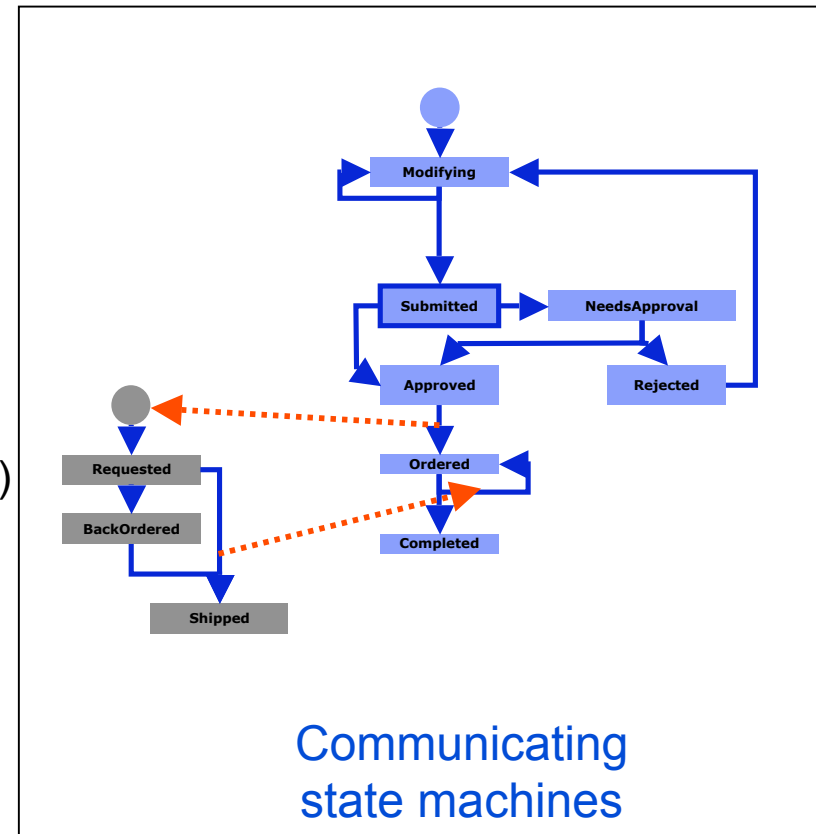 Modifying
Submitted
NeedsApproval
Approved
Rejected
)
Requested
Ordered
BackOrdered
Completed
Shipped
Communicating
state machines